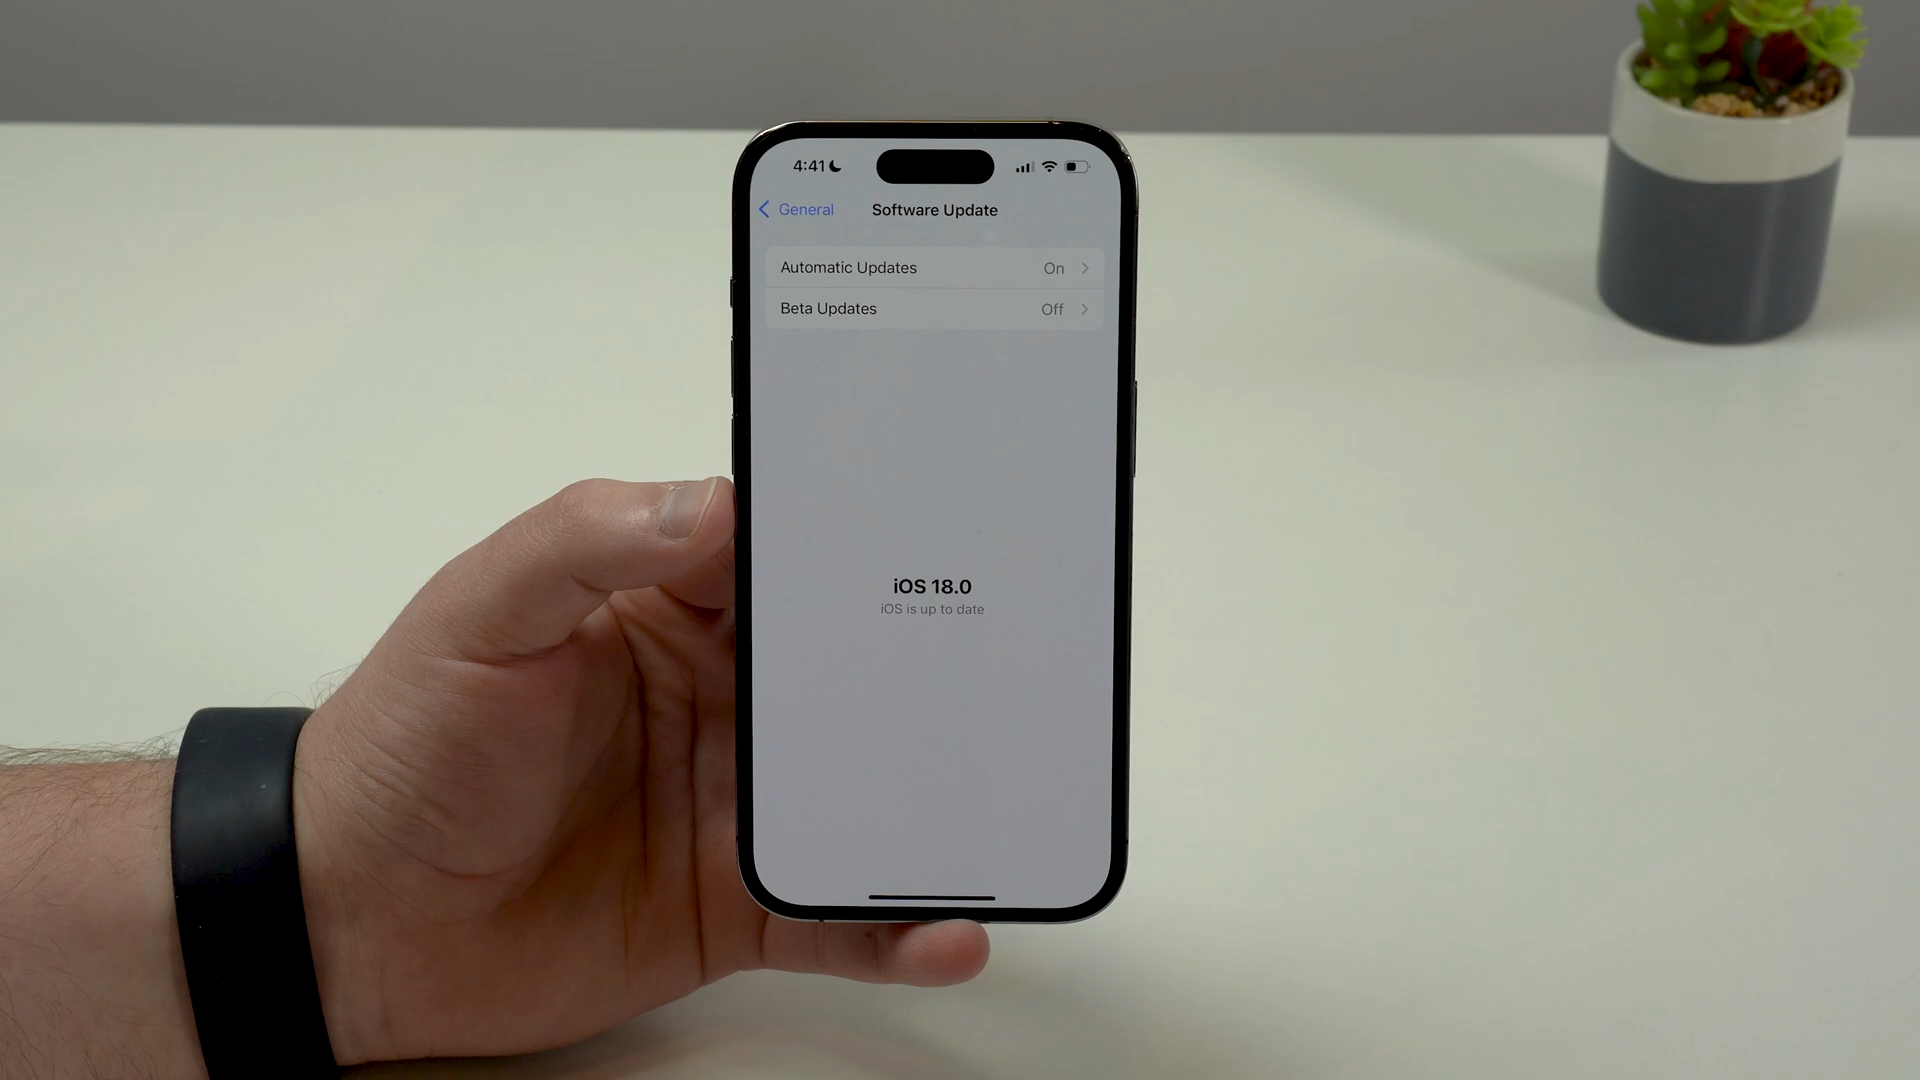 4:41
General
Software Update
Automatic Updates On
Beta Updates Off
iOS 18.0
iOS is up to date